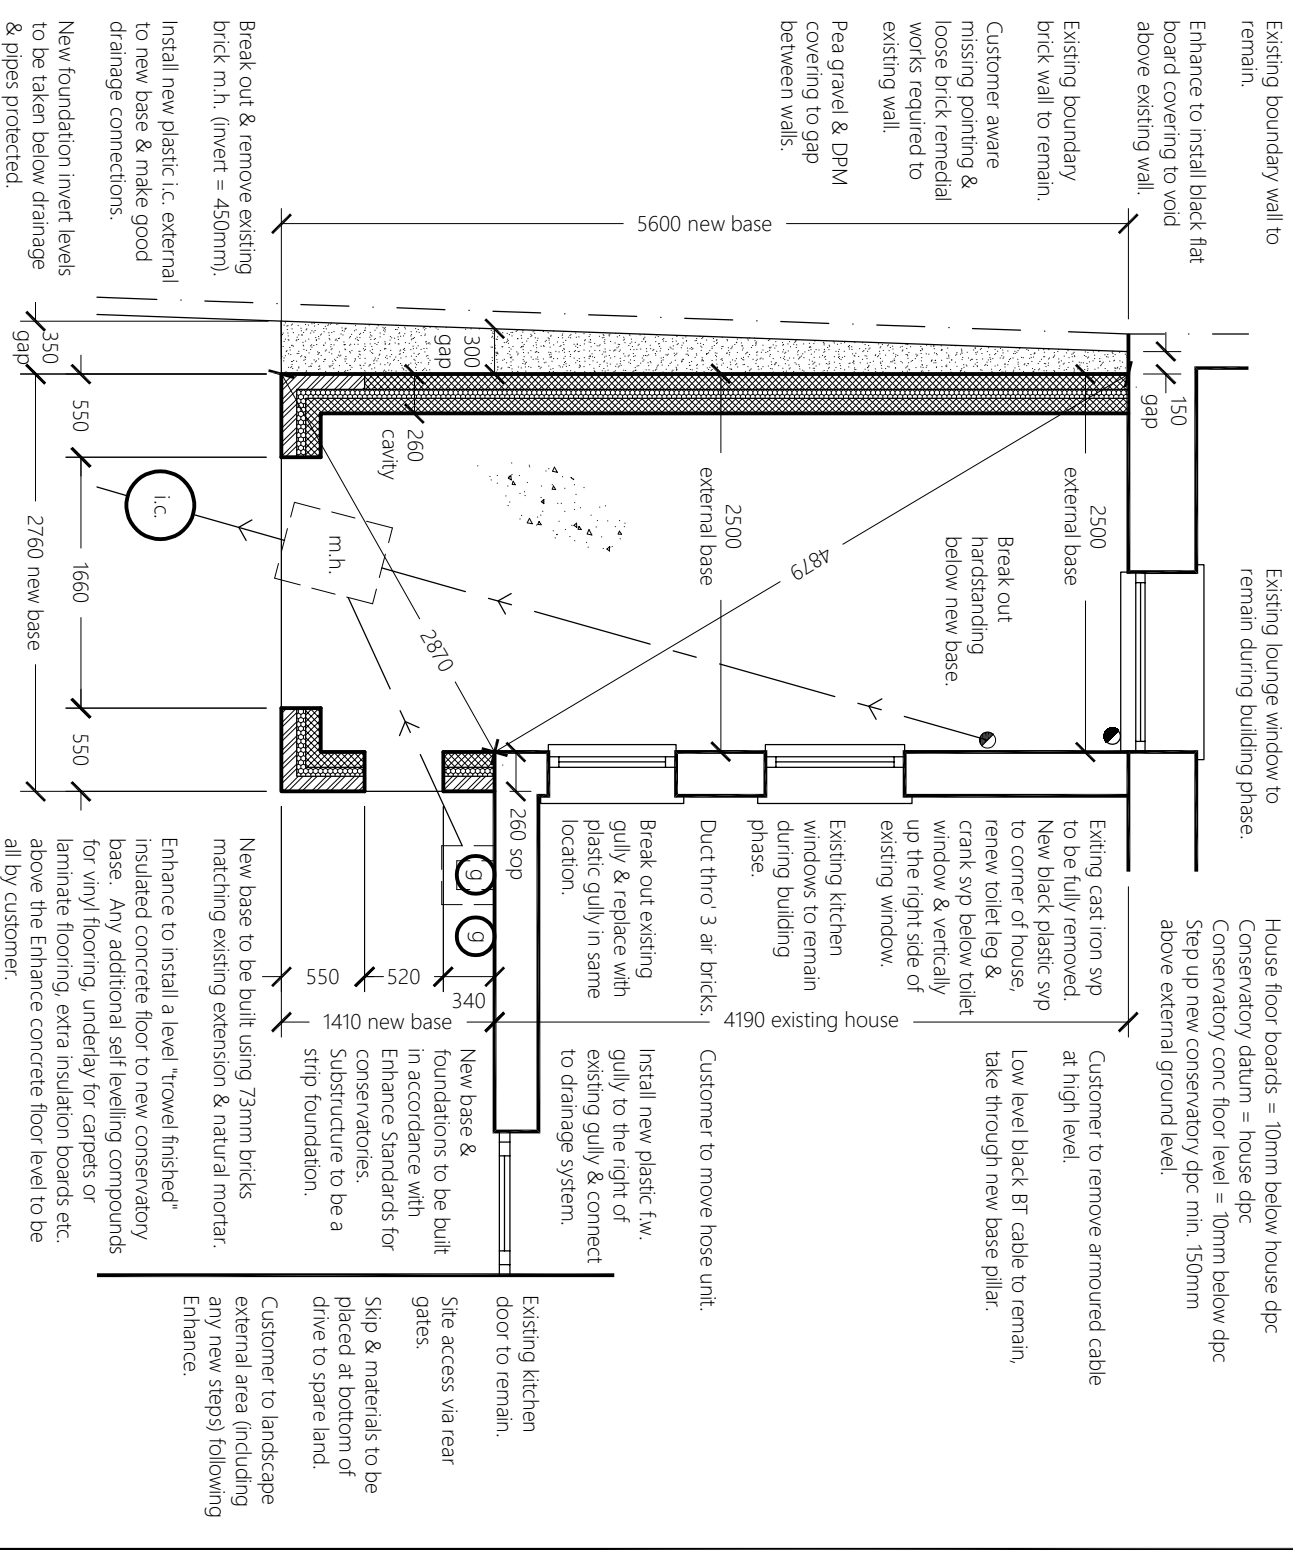 Existing boundary wall to
remain.
Enhance to install black flat
board covering to void
above existing wall.
Existing boundary
brick wall to remain.
Customer aware
missing pointing &
loose brick remedial
works required to
existing wall.
Pea gravel & DPM
covering to gap
between walls.
Break out & remove existing
brick m.h. (invert = 450mm).
Install new plastic i.c. external
to new base & make good
drainage connections.
New foundation invert levels
to be taken below drainage
& pipes protected.
Existing lounge window to
remain during building phase.
House floor boards = 10mm below house dpc
Conservatory datum = house dpc
Conservatory conc floor level = 10mm below dpc
Step up new conservatory dpc min. 150mm
above external ground level.
5600 new base
150
gap
300
gap
350
gap
260
cavity
2500
external base
2500
external base
Break out
hardstanding
below new base.
4879
2870
m.h.
i.c.
550
1660
550
2760 new base
260 sop
g
g
550
520
340
1410 new base
4190 existing house
Exiting cast iron svp
to be fully removed.
New black plastic svp
to corner of house,
renew toilet leg &
crank svp below toilet
window & vertically
up the right side of
existing window.
Existing kitchen
windows to remain
during building
phase.
Duct thro' 3 air bricks.
Break out existing
gully & replace with
plastic gully in same
location.
Customer to remove armoured cable
at high level.
Low level black BT cable to remain,
take through new base pillar.
Customer to move hose unit.
Install new plastic f.w.
gully to the right of
existing gully & connect
to drainage system.
New base &
foundations to be built
in accordance with
Enhance Standards for
conservatories.
Substructure to be a
strip foundation.
New base to be built using 73mm bricks
matching existing extension & natural mortar.
Enhance to install a level "trowel finished"
insulated concrete floor to new conservatory
base. Any additional self levelling compounds
for vinyl flooring, underlay for carpets or
laminate flooring, extra insulation boards etc.
above the Enhance concrete floor level to be
all by customer.
Existing kitchen
door to remain.
Site access via rear
gates.
Skip & materials to be
placed at bottom of
drive to spare land.
Customer to landscape
external area (including
any new steps) following
Enhance.